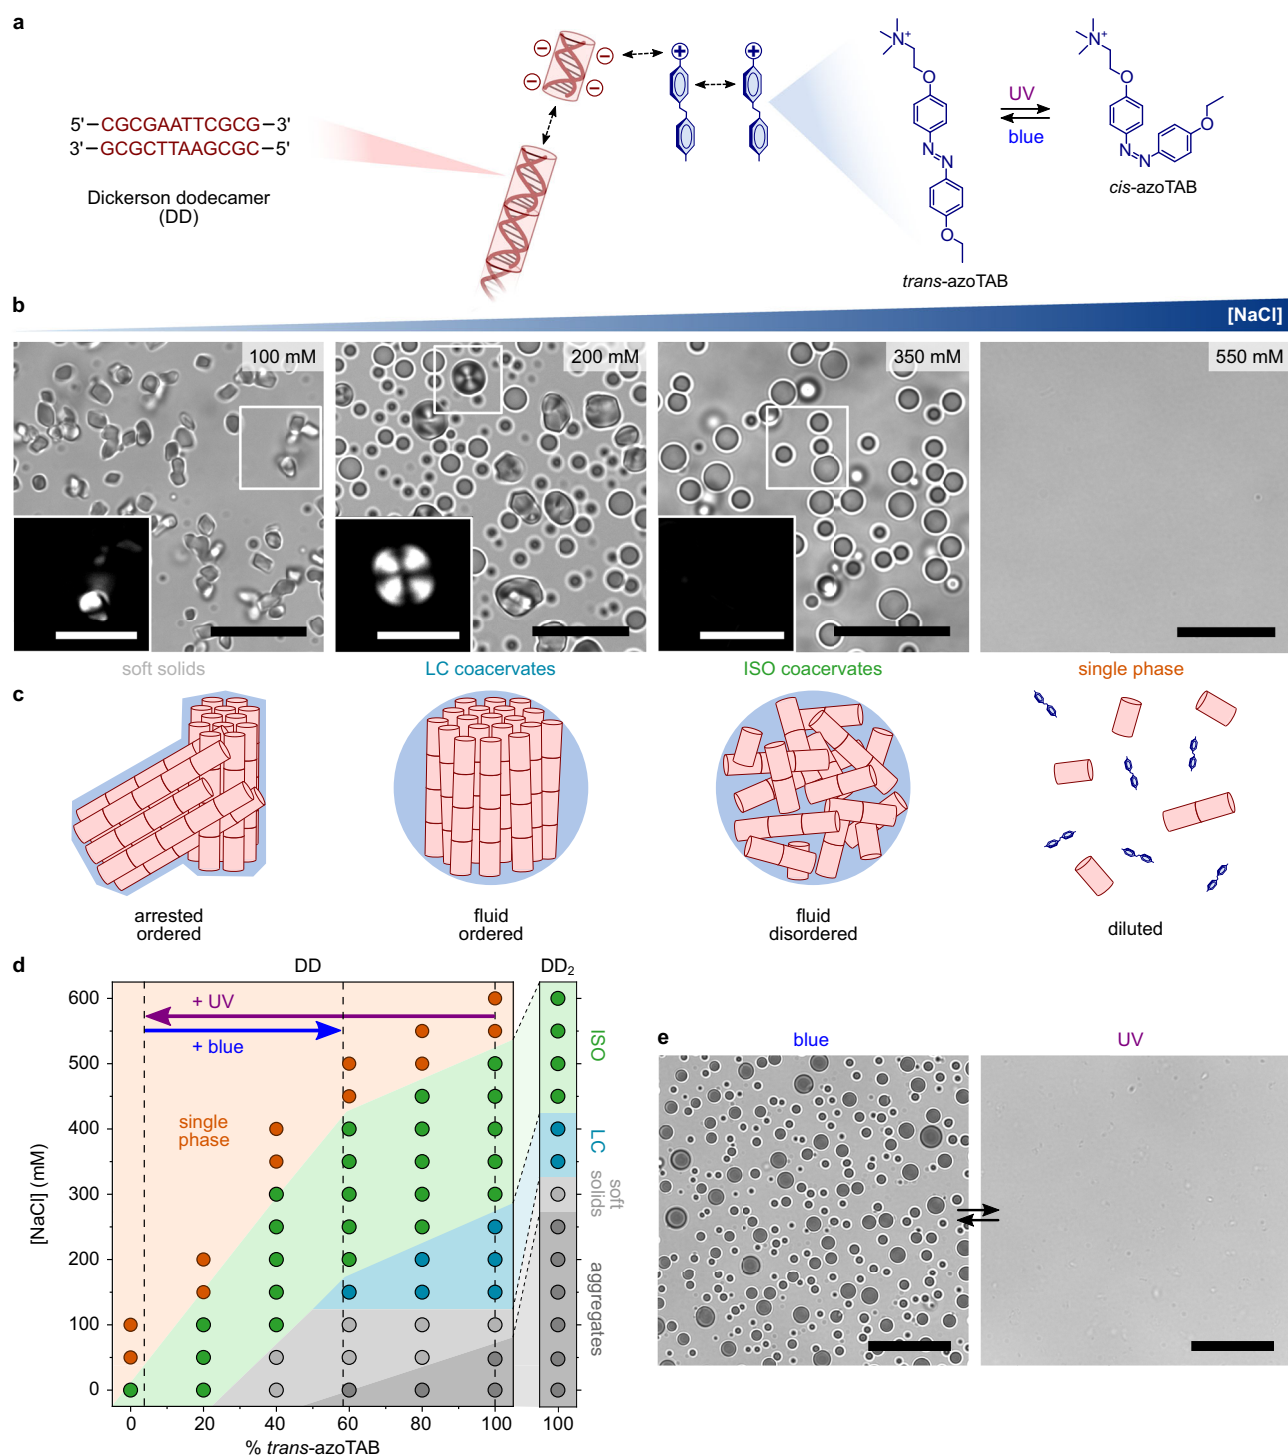 a
5'–CGCGAATTCGCG–3'
3'–GCGCTTAAGCGC–5'
Dickerson dodecamer
(DD)
N+
O
N
N
O
trans-azoTAB
UV
blue
N+
O
N
N
O
cis-azoTAB
b
[NaCl]
100 mM
200 mM
350 mM
550 mM
soft solids
LC coacervates
ISO coacervates
single phase
c
arrested
ordered
fluid
ordered
fluid
disordered
diluted
d
DD
DD2
[NaCl] (mM)
600
500
400
300
200
100
0
+ UV
+ blue
single
phase
ISO
LC
soft
solids
aggregates
0
20
40
60
80
100
100
% trans-azoTAB
e
blue
UV